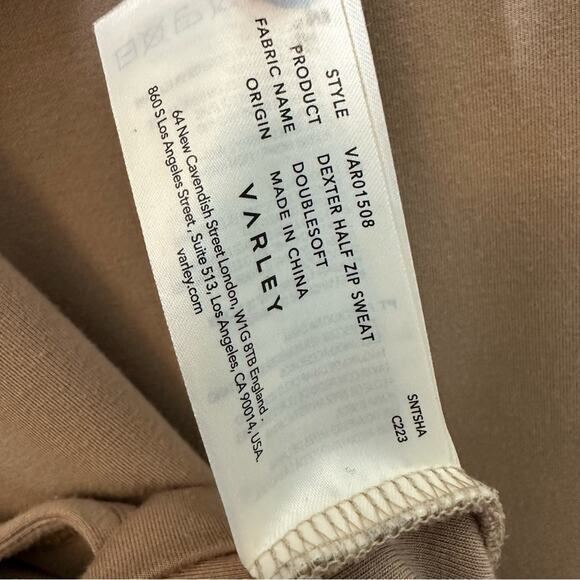 STYLE VAR01508
PRODUCT DEXTER HALF ZIP SWEAT
FABRIC NAME DOUBLESOFT
ORIGIN MADE IN CHINA
VARLEY
64 New Cavendish Street London, W1G 8TB England .
860 S Los Angeles Street , Suite 513, Los Angeles, CA 90014, USA.
varley.com
SNTSHA
C223